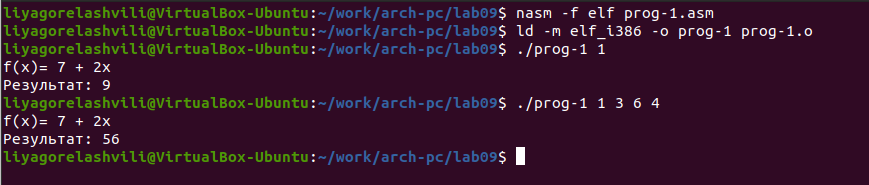 liyagorelashvili@VirtualBox-Ubuntu:~/work/arch-pc/lab09$ nasm -f elf prog-1.asm
liyagorelashvili@VirtualBox-Ubuntu:~/work/arch-pc/lab09$ ld -m elf_i386 -o prog-1 prog-1.o
liyagorelashvili@VirtualBox-Ubuntu:~/work/arch-pc/lab09$ ./prog-1 1
f(x)= 7 + 2x
Результат: 9
liyagorelashvili@VirtualBox-Ubuntu:~/work/arch-pc/lab09$ ./prog-1 1 3 6 4
f(x)= 7 + 2x
Результат: 56
liyagorelashvili@VirtualBox-Ubuntu:~/work/arch-pc/lab09$